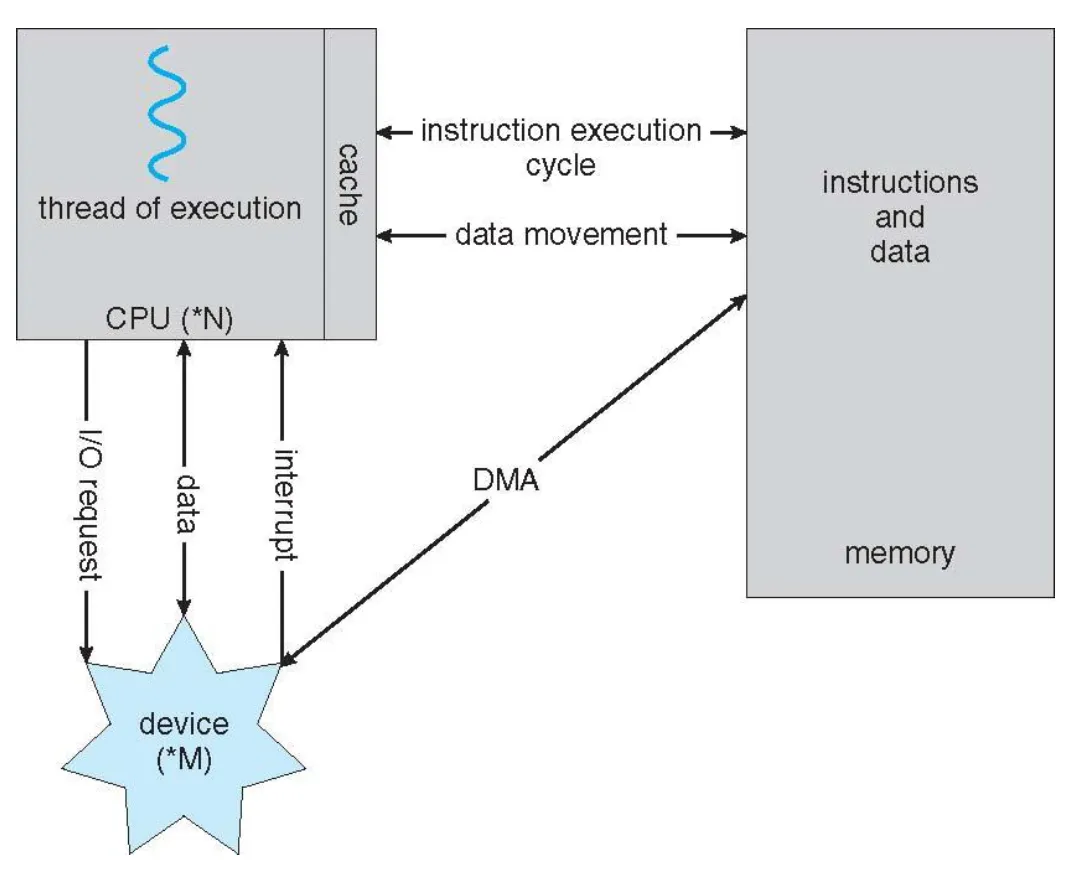 thread of execution
CPU (*N)
cache
instruction execution
cycle
data movement
instructions
and
data
memory
I/O request
data
interrupt
DMA
device
(*M)